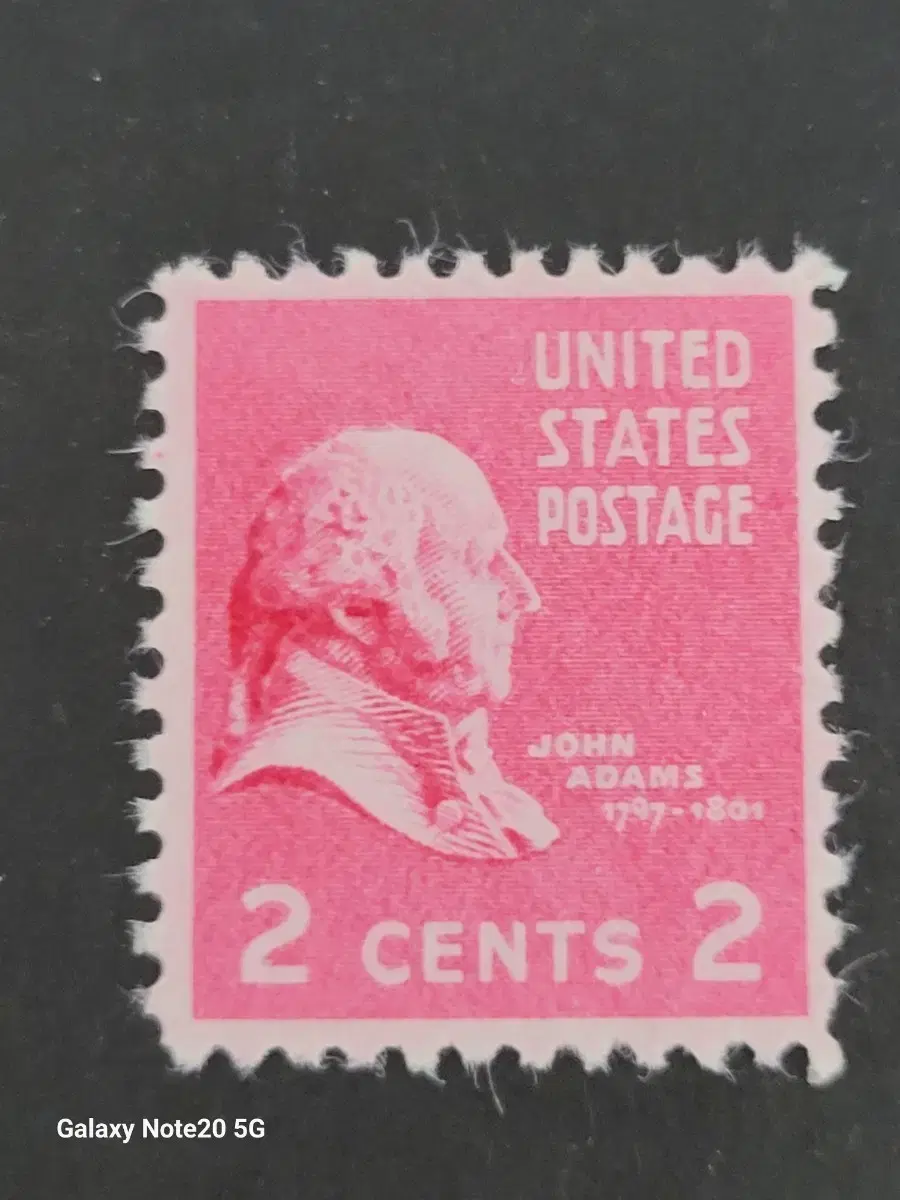 UNITED
STATES
POSTAGE
JOHN
ADAMS
1797-1801
2 CENTS 2
Galaxy Note20 5G